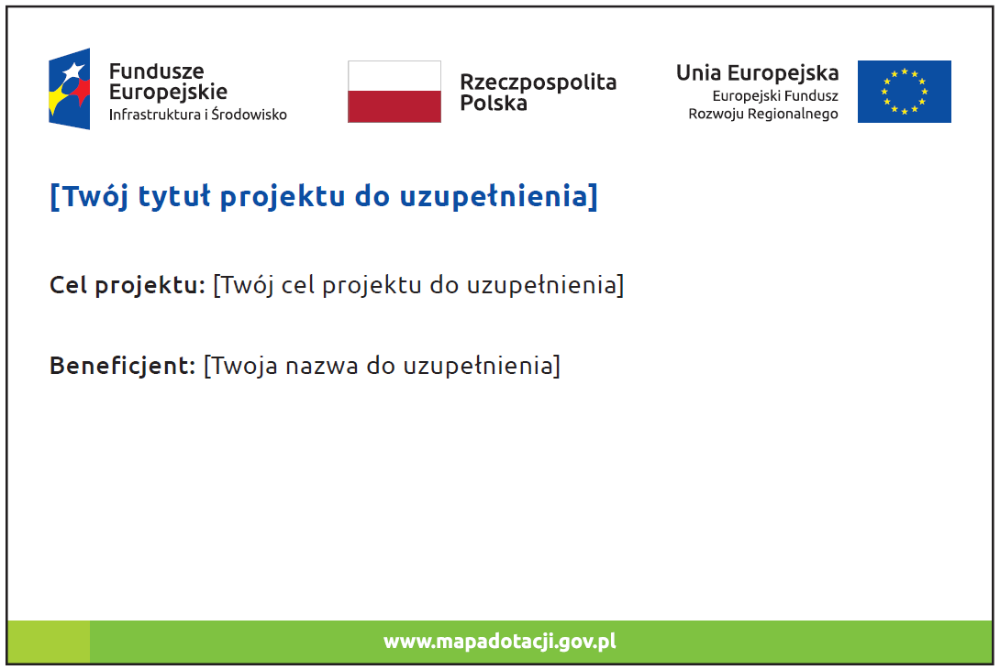 Fundusze
Europejskie
Infrastruktura i Środowisko
Rzeczpospolita
Polska
Unia Europejska
Europejski Fundusz
Rozwoju Regionalnego
[Twój tytuł projektu do uzupełnienia]
Cel projektu: [Twój cel projektu do uzupełnienia]
Beneficjent: [Twoja nazwa do uzupełnienia]
www.mapadotacji.gov.pl